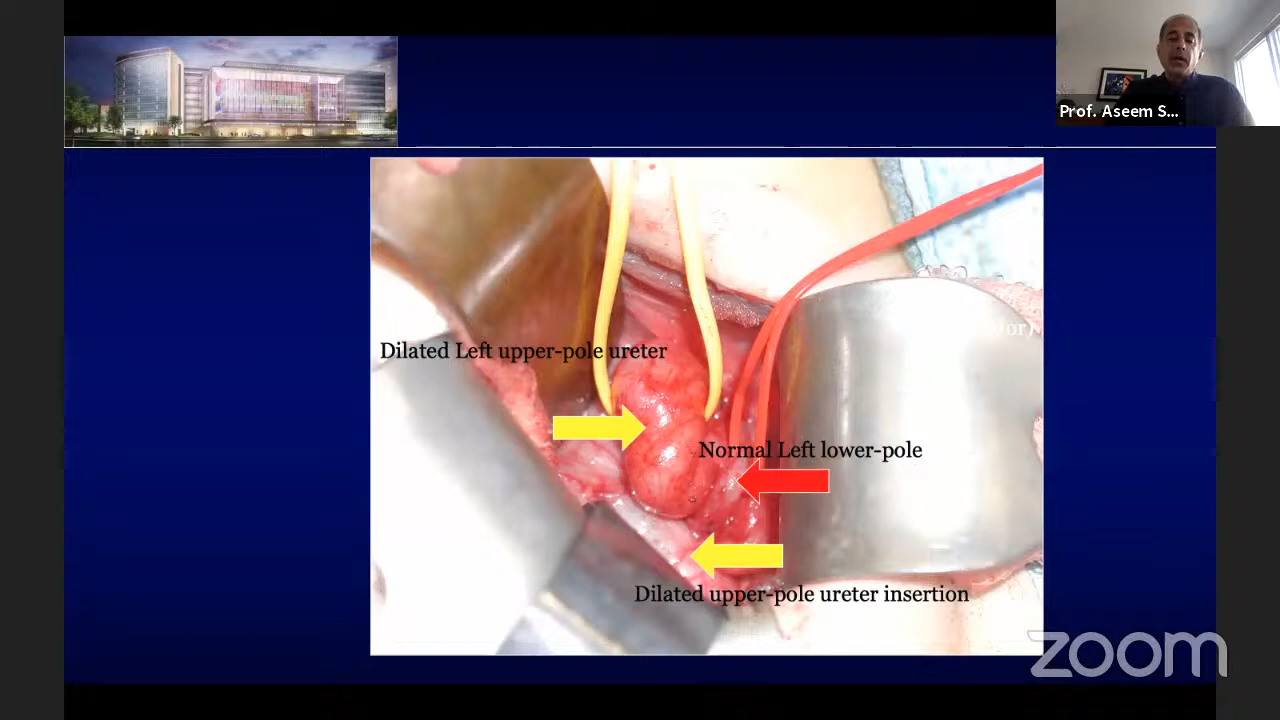 Prof. Aseem S...
Dilated Left upper-pole ureter
Normal Left lower-pole
Dilated upper-pole ureter insertion
zoom